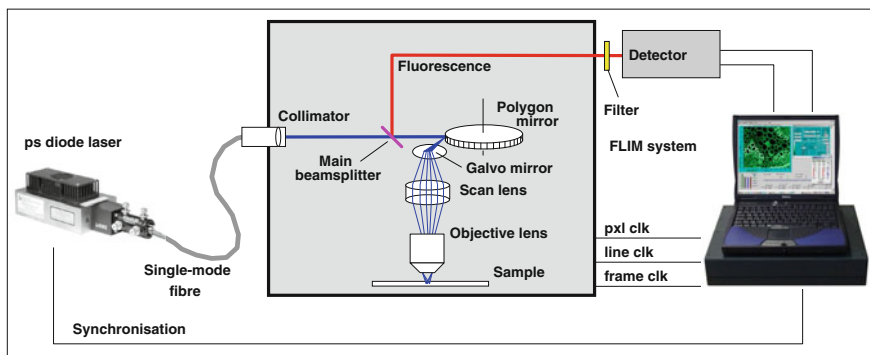 Fluorescence
Detector
Filter
Collimator
Polygon
mirror
ps diode laser
FLIM system
Main
beamsplitter
Galvo mirror
Scan lens
Objective lens
pxl clk
line clk
Single-mode
fibre
Sample
frame clk
Synchronisation